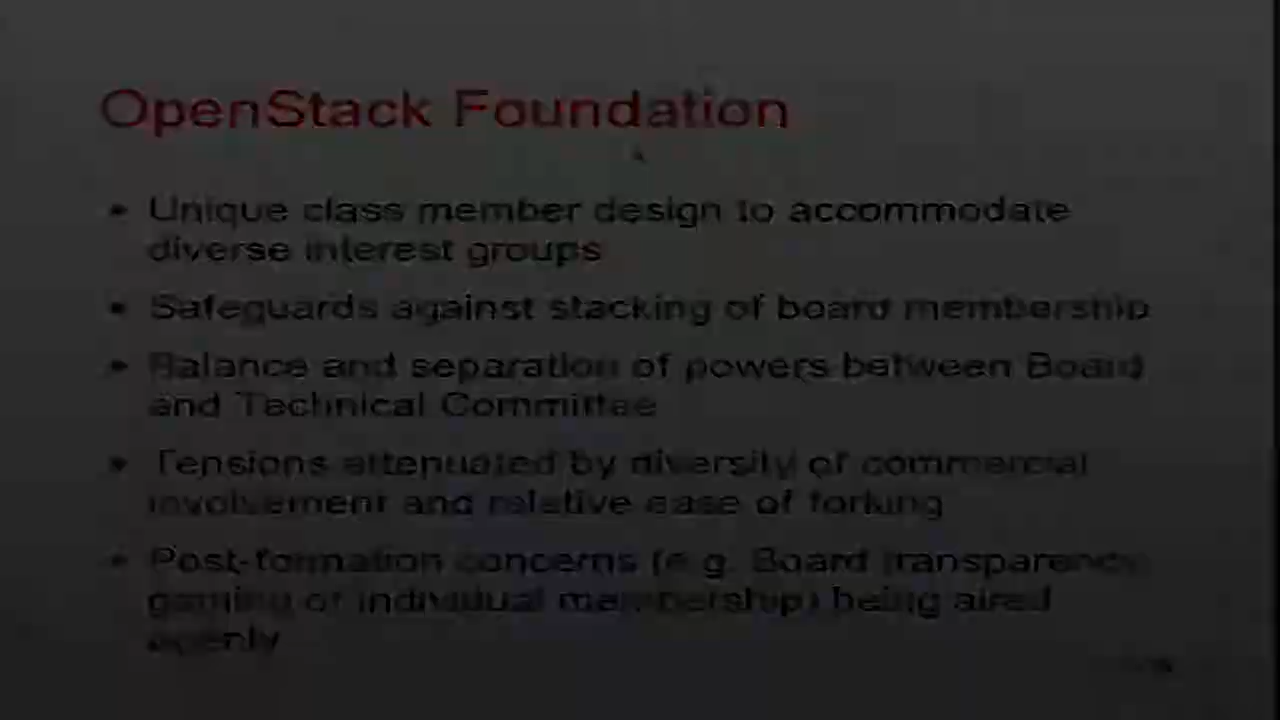 OpenStack Foundation
• Unique class member design to accommodate
diverse interest groups
• Safeguards against stacking of board membership
• Balance and separation of powers between Board
and Technical Committee
• Tensions attenuated by diversity of commercial
involvement and relative ease of forking
• Post-formation concerns (e.g. Board transparency,
gaming of individual membership) being aired
openly